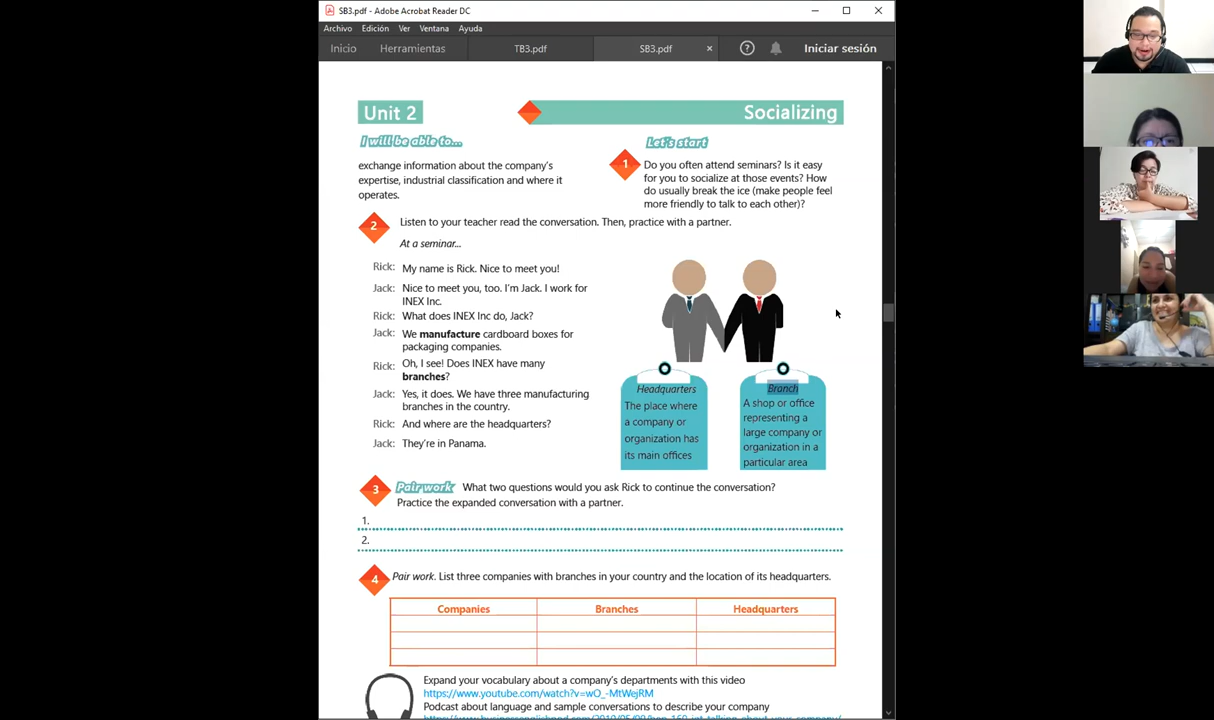 SB3.pdf - Adobe Acrobat Reader DC
Archivo Edición Ver Ventana Ayuda
Inicio Herramientas TB3.pdf SB3.pdf × ? Iniciar sesión
Unit 2 Socializing
I will be able to...
exchange information about the company's
expertise, industrial classification and where it
operates.
Let's start
1 Do you often attend seminars? Is it easy
for you to socialize at those events? How
do usually break the ice (make people feel
more friendly to talk to each other)?
2 Listen to your teacher read the conversation. Then, practice with a partner.
At a seminar...
Rick: My name is Rick. Nice to meet you!
Jack: Nice to meet you, too. I'm Jack. I work for
INEX Inc.
Rick: What does INEX Inc do, Jack?
Jack: We manufacture cardboard boxes for
packaging companies.
Rick: Oh, I see! Does INEX have many
branches?
Jack: Yes, it does. We have three manufacturing
branches in the country.
Rick: And where are the headquarters?
Jack: They're in Panama.
Headquarters
The place where
a company or
organization has
its main offices
Branch
A shop or office
representing a
large company or
organization in a
particular area
3 Pair work What two questions would you ask Rick to continue the conversation?
Practice the expanded conversation with a partner.
1.
2.
4 Pair work. List three companies with branches in your country and the location of its headquarters.
Companies Branches Headquarters
Expand your vocabulary about a company's departments with this video
https://www.youtube.com/watch?v=wO_-MtWejRM
Podcast about language and sample conversations to describe your company